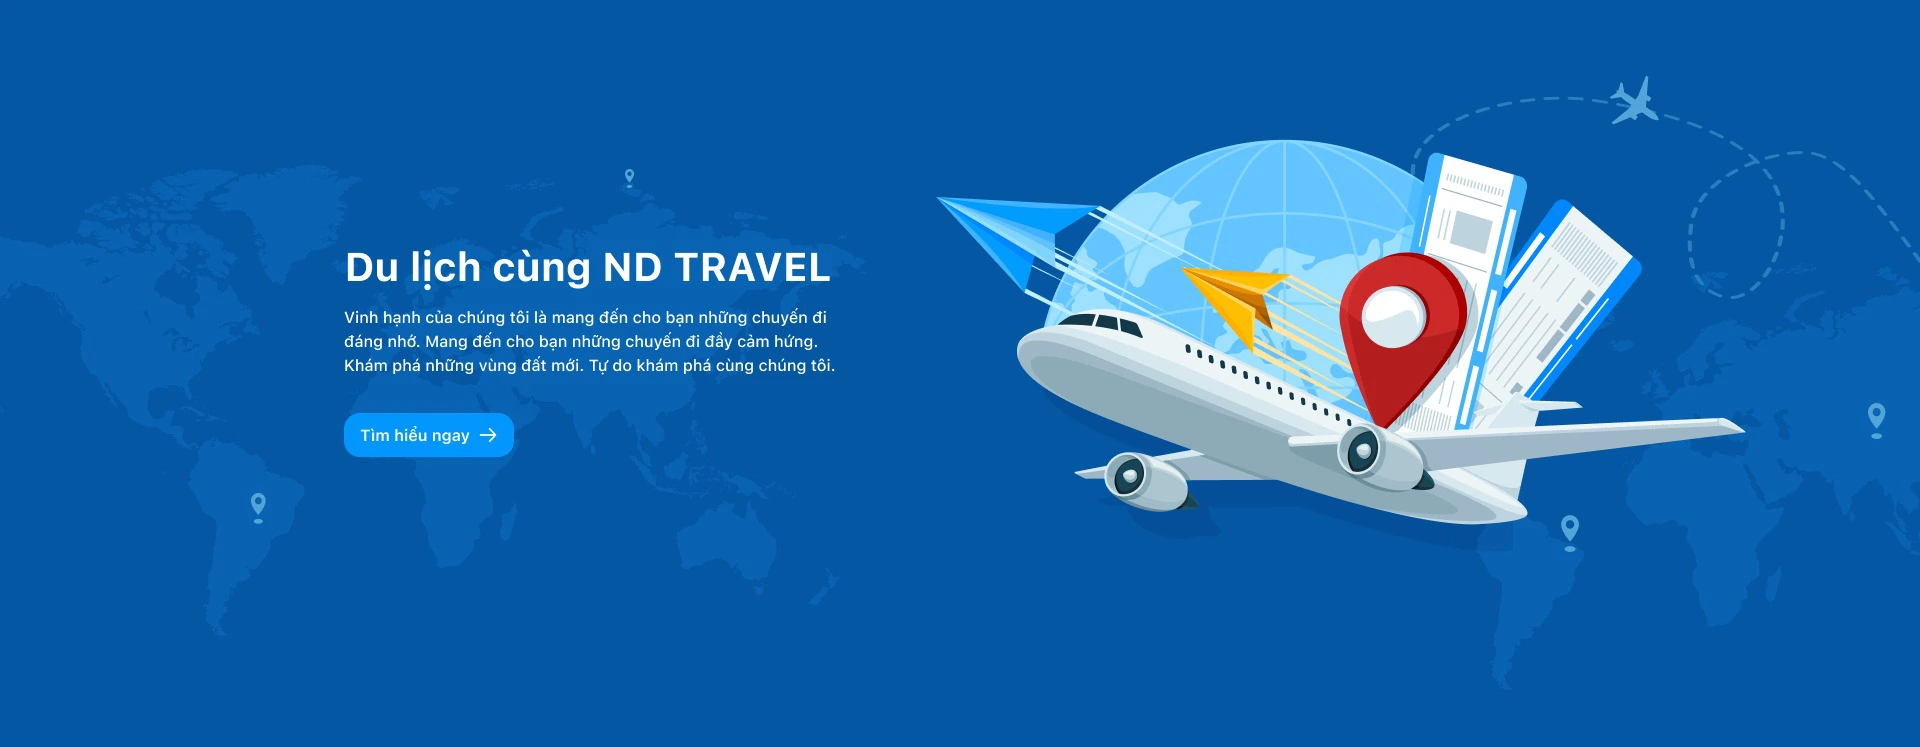 Du lịch cùng ND TRAVEL
Vinh hạnh của chúng tôi là mang đến cho bạn những chuyến đi
đáng nhớ. Mang đến cho bạn những chuyến đi đầy cảm hứng.
Khám phá những vùng đất mới. Tự do khám phá cùng chúng tôi.
Tìm hiểu ngay